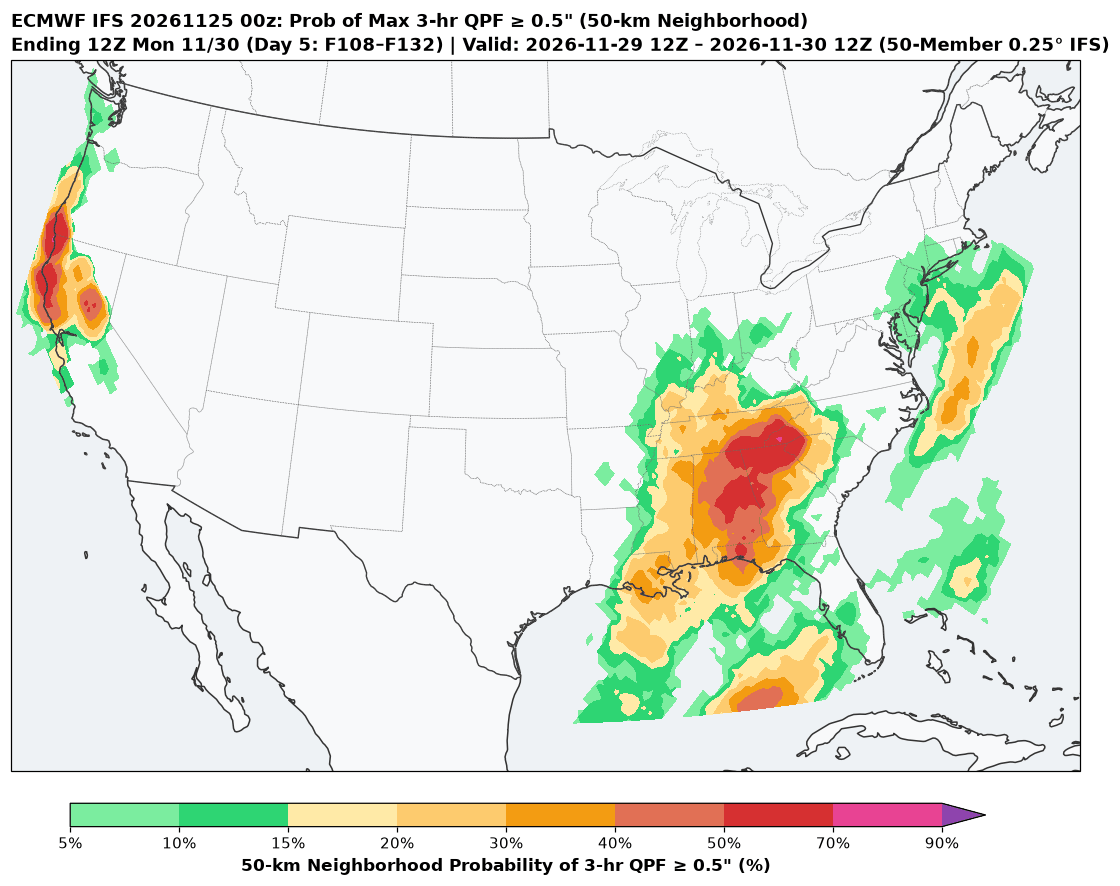 ECMWF IFS 20261125 00z: Prob of Max 3-hr QPF ≥ 0.5" (50-km Neighborhood)
Ending 12Z Mon 11/30 (Day 5: F108–F132) | Valid: 2026-11-29 12Z – 2026-11-30 12Z (50-Member 0.25° IFS)
5% 10% 15% 20% 30% 40% 50% 70% 90%
50-km Neighborhood Probability of 3-hr QPF ≥ 0.5" (%)